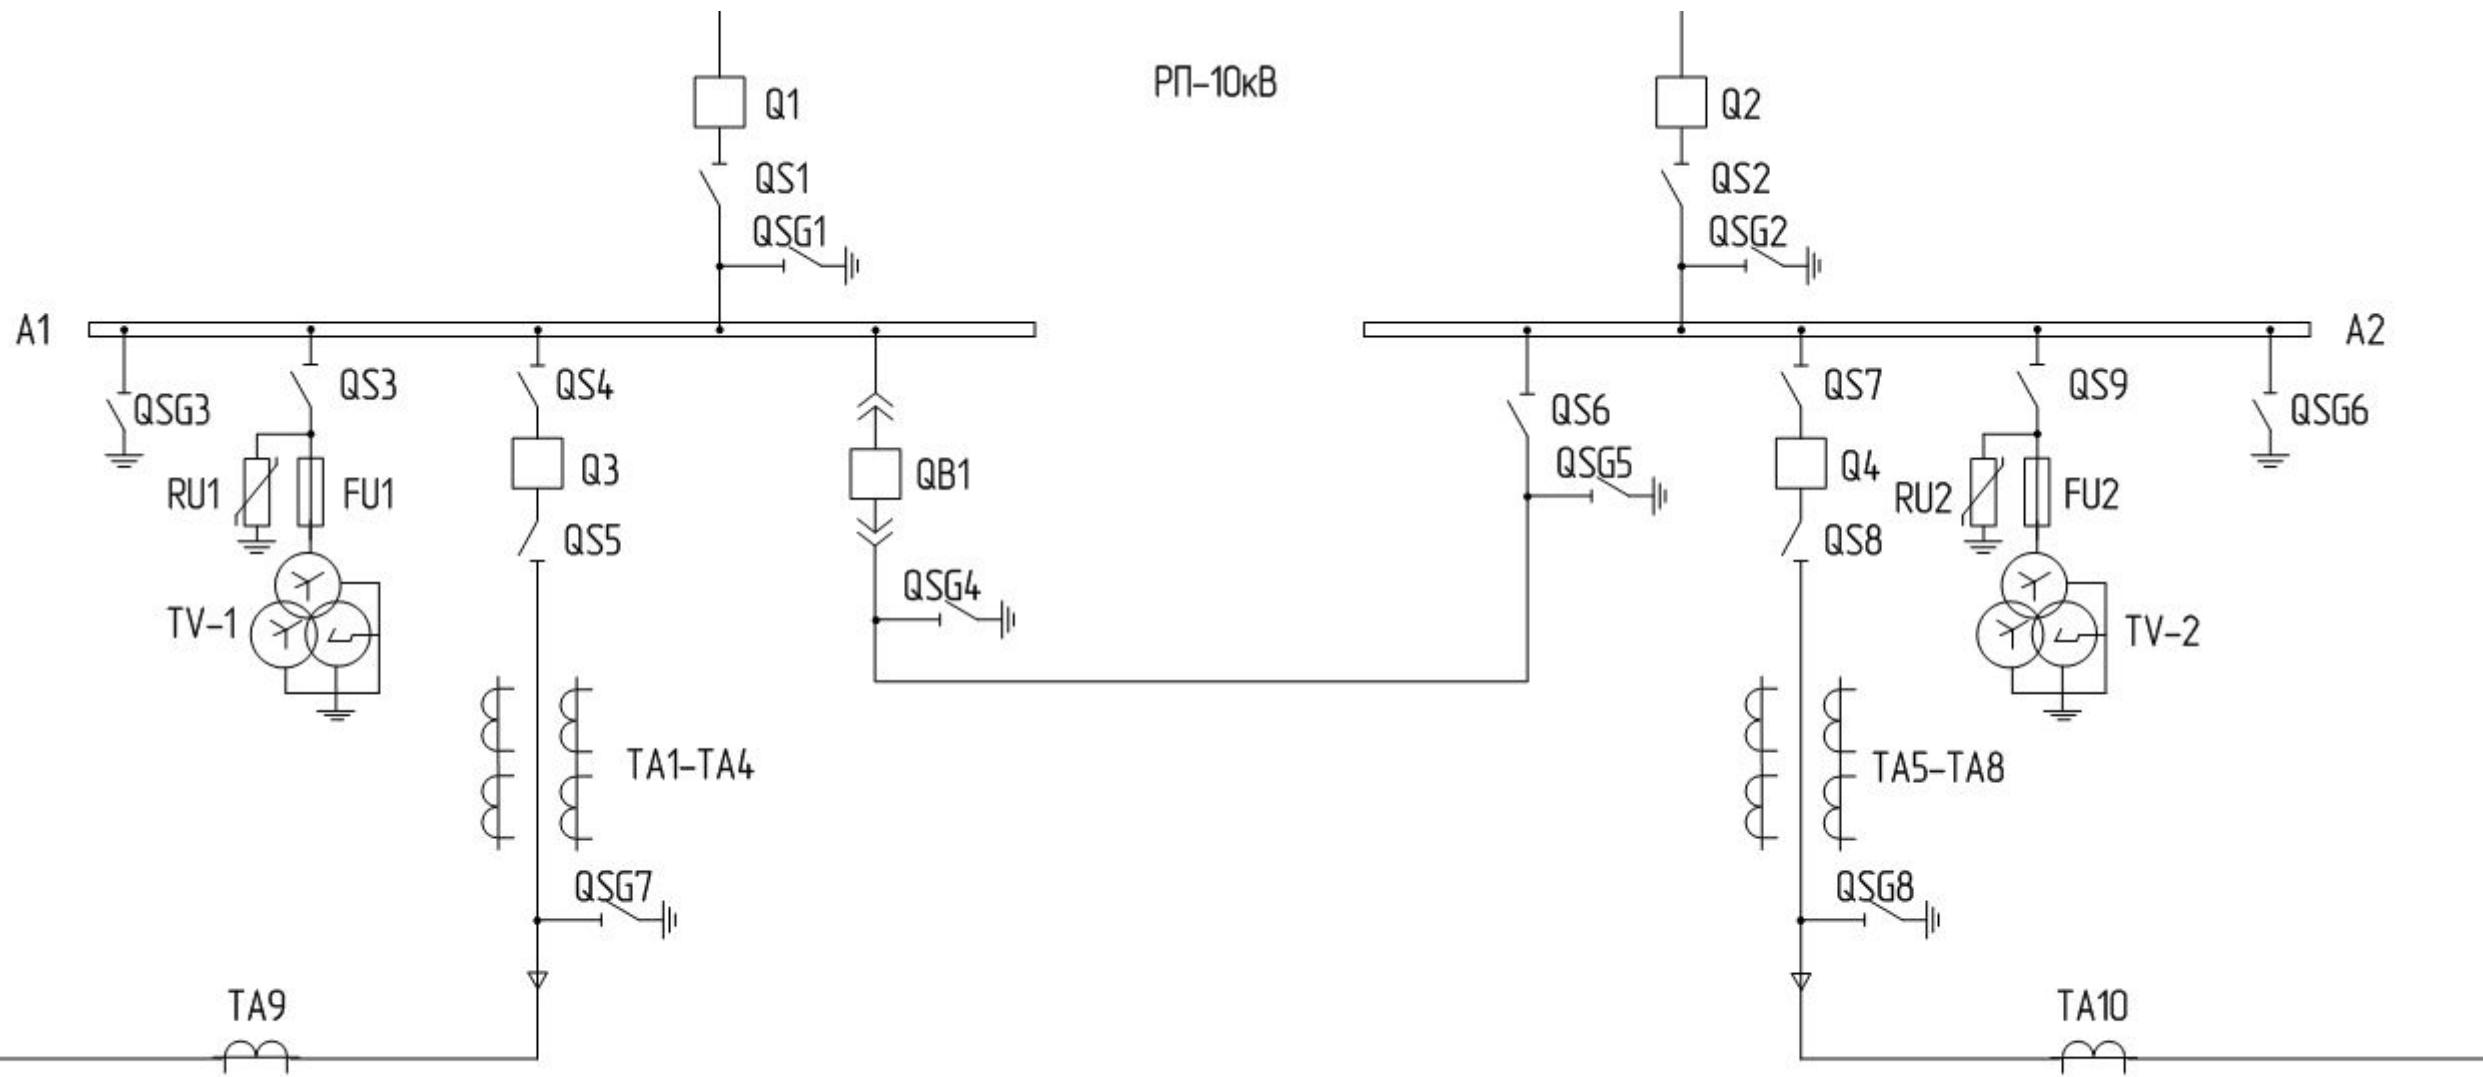 Q1
РП-10кВ
Q2
QS1
QS2
QSG1
QSG2
A1
A2
QS3
QS4
QS7
QS9
QSG3
QS6
QSG6
RU1
FU1
Q3
QB1
QSG5
Q4
RU2
FU2
QS5
QS8
QSG4
TV-1
TV-2
TA1-TA4
TA5-TA8
QSG7
QSG8
TA9
TA10